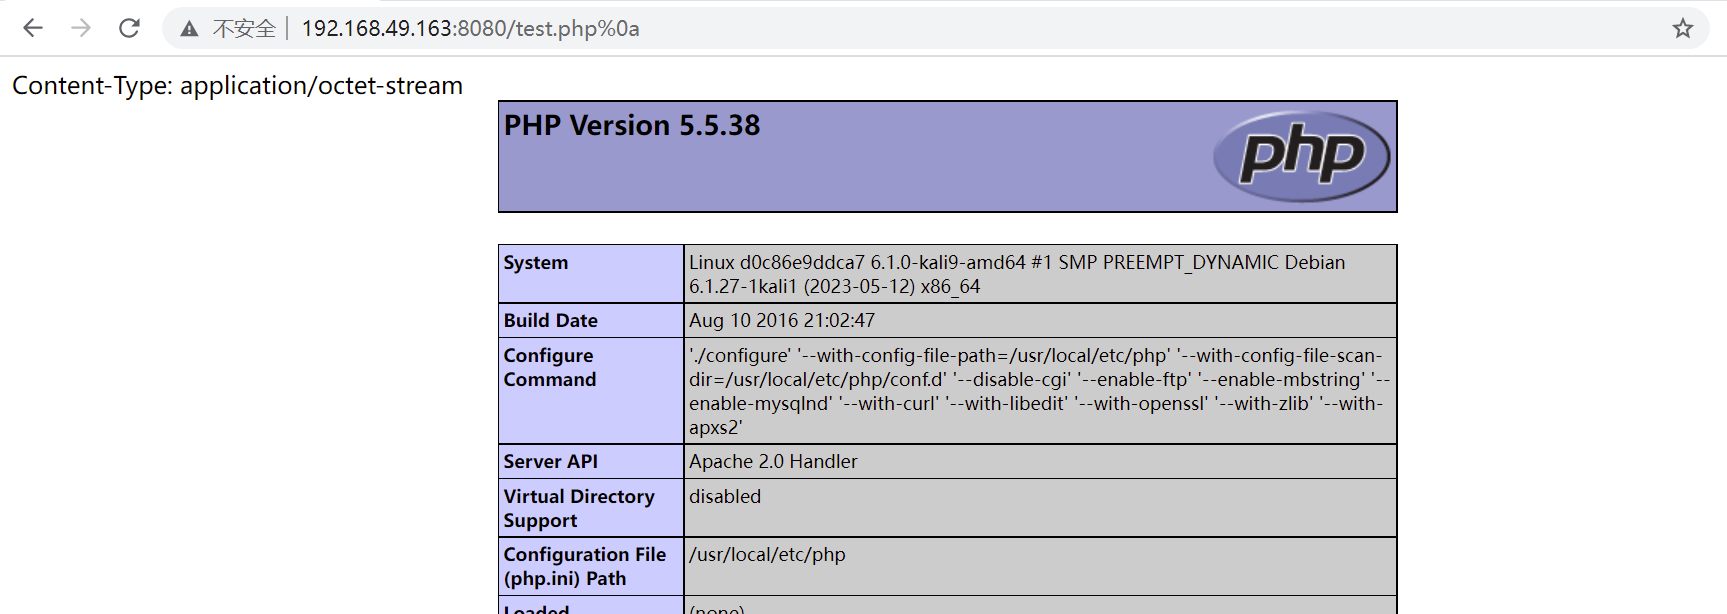 不安全 192.168.49.163:8080/test.php%0a
Content-Type: application/octet-stream
PHP Version 5.5.38
php
System
Linux d0c86e9ddca7 6.1.0-kali9-amd64 #1 SMP PREEMPT_DYNAMIC Debian
6.1.27-1kali1 (2023-05-12) x86_64
Build Date
Aug 10 2016 21:02:47
Configure
Command
'./configure' '--with-config-file-path=/usr/local/etc/php' '--with-config-file-scan-
dir=/usr/local/etc/php/conf.d' '--disable-cgi' '--enable-ftp' '--enable-mbstring' '--
enable-mysqlnd' '--with-curl' '--with-libedit' '--with-openssl' '--with-zlib' '--with-
apxs2'
Server API
Apache 2.0 Handler
Virtual Directory
Support
disabled
Configuration File
(php.ini) Path
/usr/local/etc/php
Loaded
(none)